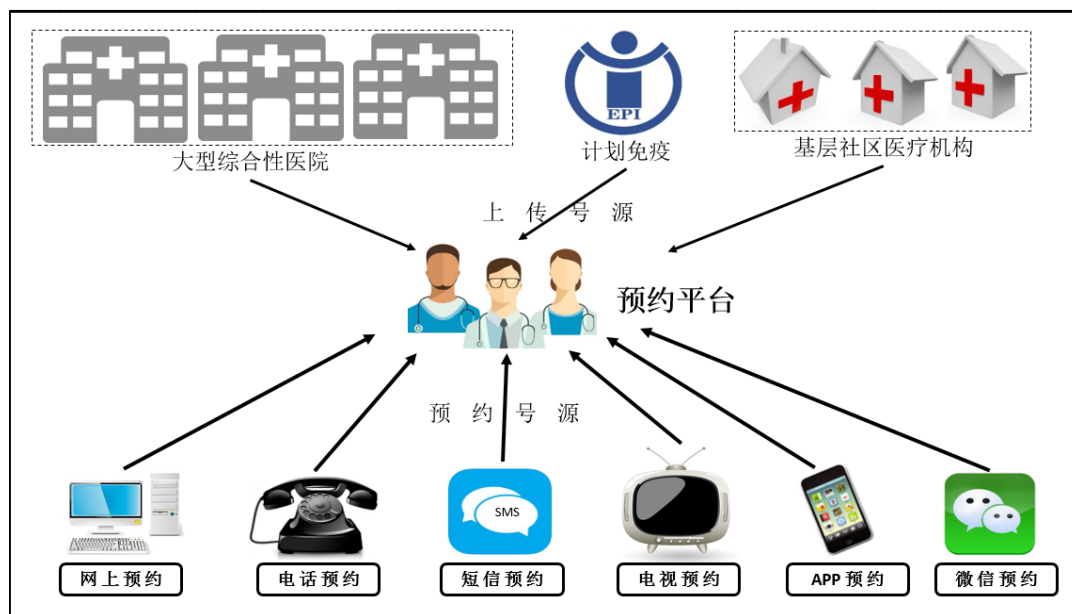 EPI
大型综合性医院
计划免疫
基层社区医疗机构
上传号源
预约平台
预约号源
SMS
网上预约
电话预约
短信预约
电视预约
APP 预约
微信预约